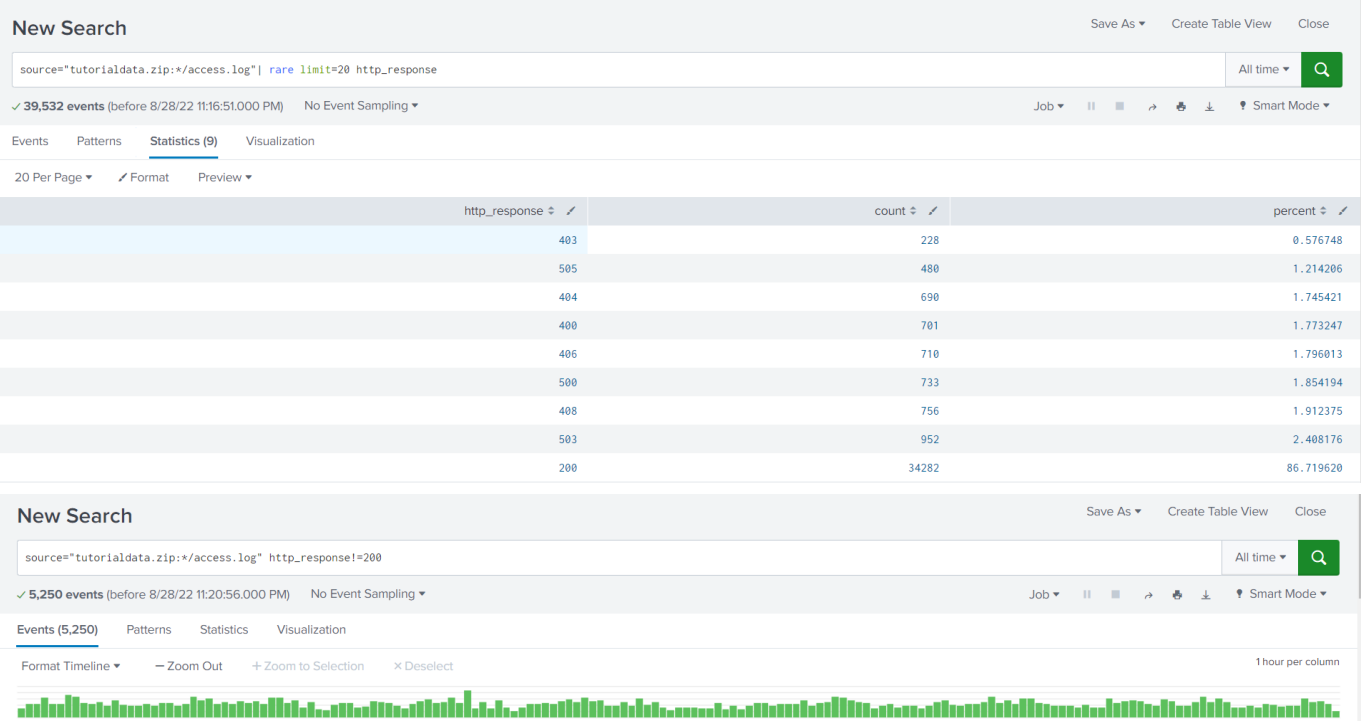 New Search
Save As Create Table View Close
source="tutorialdata.zip:*/access.log"| rare limit=20 http_response
All time
39,532 events (before 8/28/22 11:16:51.000 PM) No Event Sampling
Job Smart Mode
Events Patterns Statistics (9) Visualization
20 Per Page Format Preview
http_response count percent
403 228 0.576748
505 480 1.214206
404 690 1.745421
400 701 1.773247
406 710 1.796013
500 733 1.854194
408 756 1.912375
503 952 2.408176
200 34282 86.719620
New Search
Save As Create Table View Close
source="tutorialdata.zip:*/access.log" http_response!=200
All time
5,250 events (before 8/28/22 11:20:56.000 PM) No Event Sampling
Job Smart Mode
Events (5,250) Patterns Statistics Visualization
Format Timeline — Zoom Out + Zoom to Selection × Deselect
1 hour per column